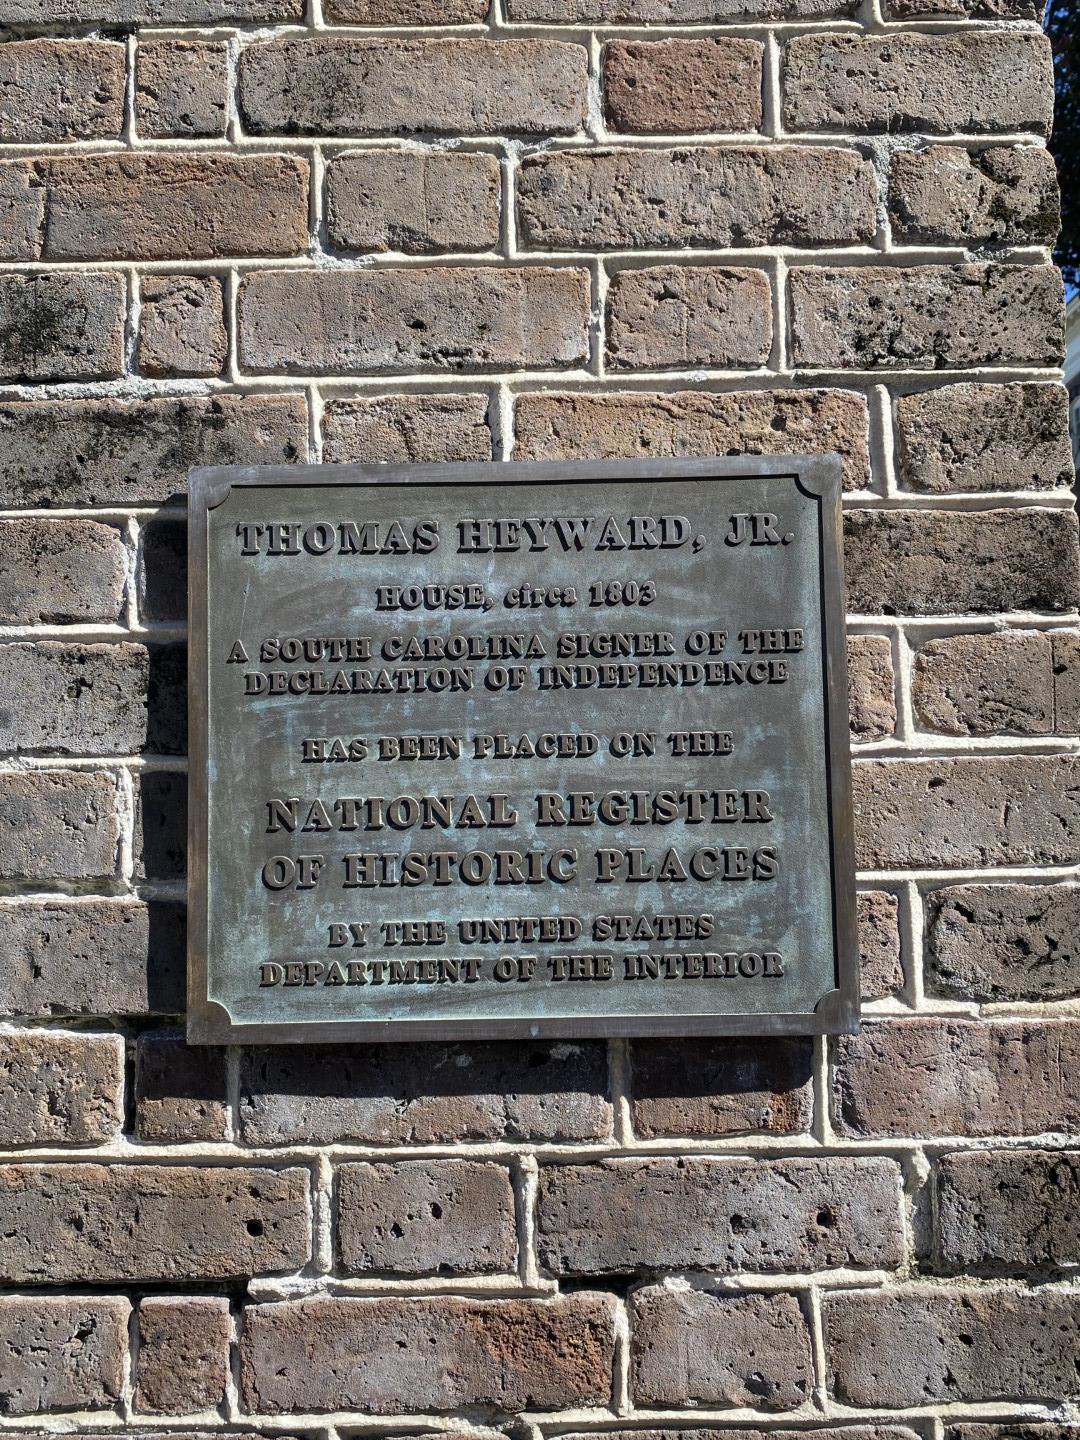 THOMAS HEYWARD, JR.
HOUSE, circa 1803
A SOUTH CAROLINA SIGNER OF THE
DECLARATION OF INDEPENDENCE
HAS BEEN PLACED ON THE
NATIONAL REGISTER
OF HISTORIC PLACES
BY THE UNITED STATES
DEPARTMENT OF THE INTERIOR